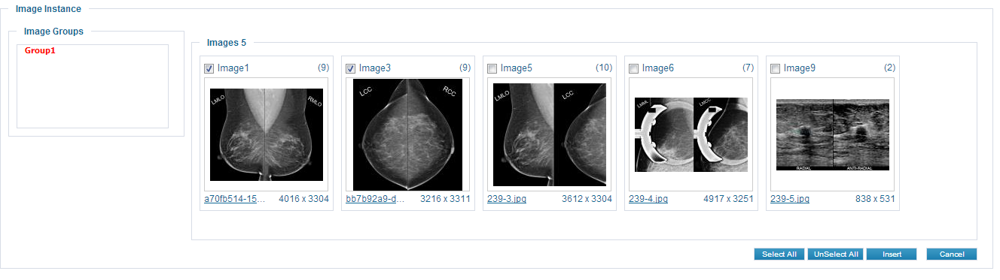 Image Instance
Image Groups
Group1
Images 5
Image1 (9)
LMLO RMLO
a70fb514-15... 4016 x 3304
Image3 (9)
LCC RCC
bb7b92a9-d... 3216 x 3311
Image5 (10)
LMLO LCC
239-3.jpg 3612 x 3304
Image6 (7)
LMML LMCC
239-4.jpg 4917 x 3251
Image9 (2)
RADIAL ANTI-RADIAL
239-5.jpg 838 x 531
Select All UnSelect All Insert Cancel